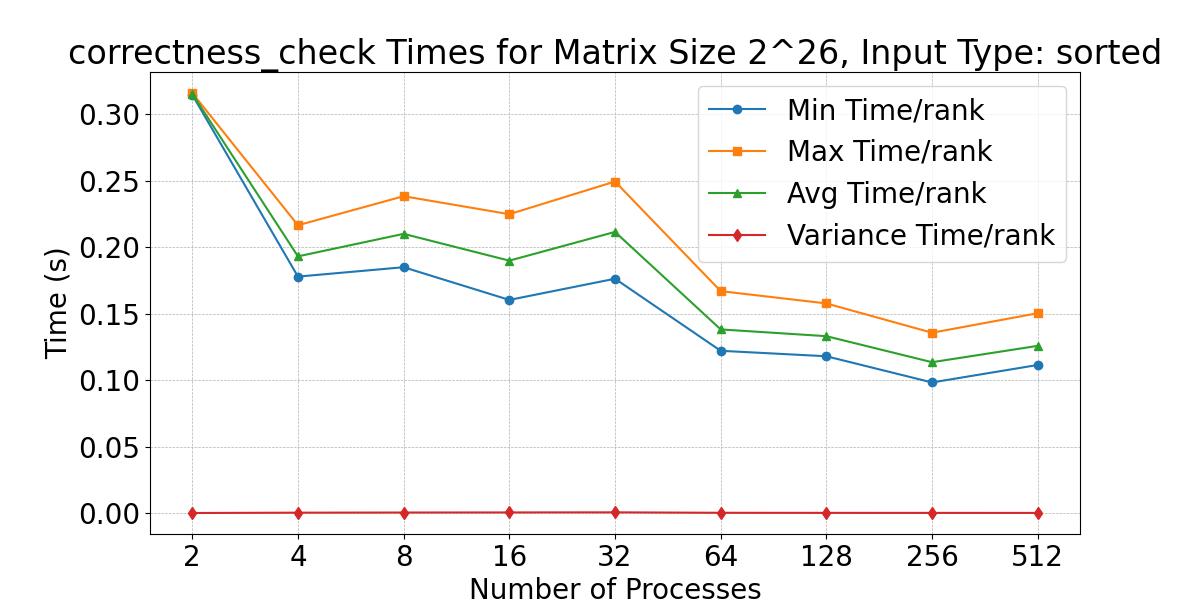 correctness_check Times for Matrix Size 2^26, Input Type: sorted
Min Time/rank
Max Time/rank
Avg Time/rank
Variance Time/rank
Time (s)
0.30
0.25
0.20
0.15
0.10
0.05
0.00
2 4 8 16 32 64 128 256 512
Number of Processes